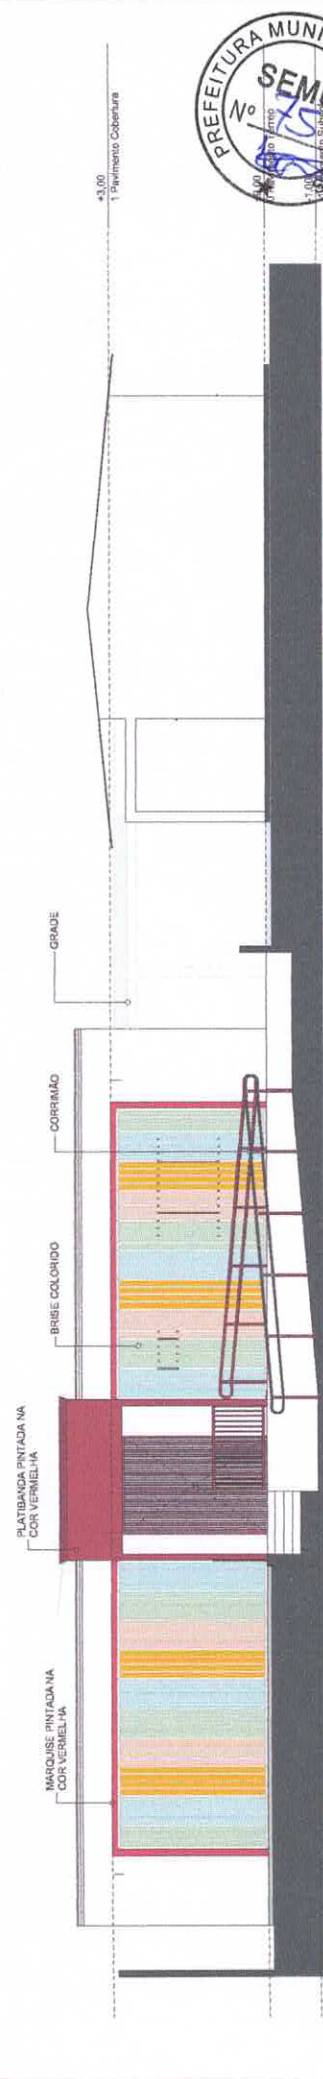 MARQUISE PINTADA NA
COR VERMELHA
PLATIBANDA PINTADA NA
COR VERMELHA
BRISE COLORIDO
CORRIMÃO
GRADE
+3,00
1 Pavimento Cobertura
PREFEITURA MUNI
SEM
Nº 75